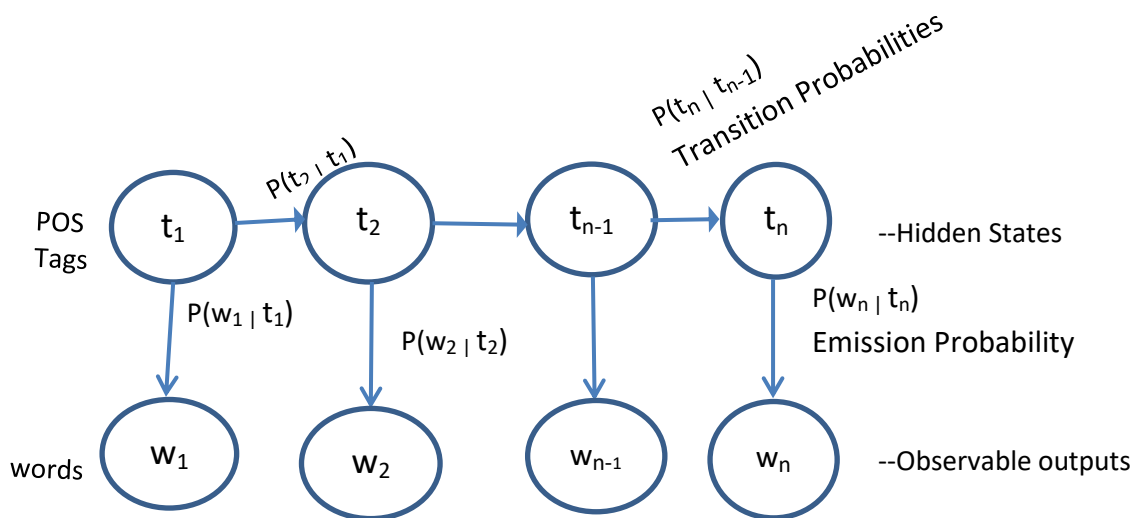 P(tn | tn-1)
Transition Probabilities
P(t2 | t1)
POS
Tags
t1
t2
tn-1
tn
--Hidden States
P(w1 | t1)
P(w2 | t2)
P(wn | tn)
Emission Probability
words
w1
w2
wn-1
wn
--Observable outputs